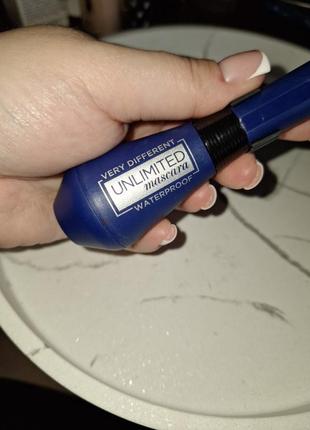 VERY DIFFERENT
UNLIMITED
mascara
WATERPROOF